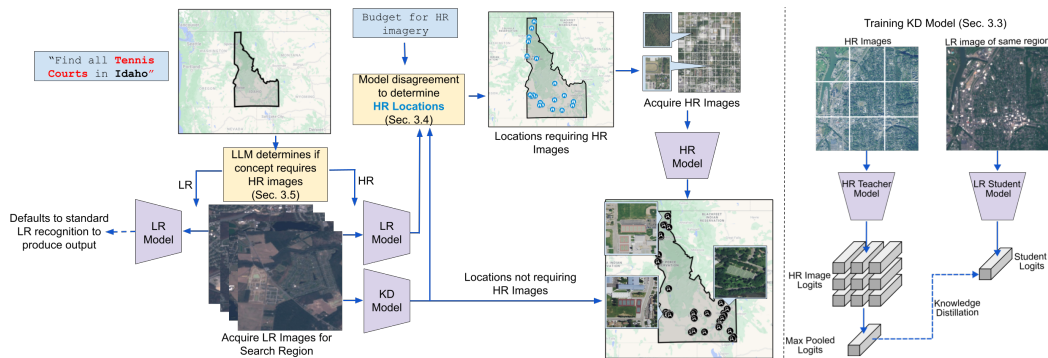 "Find all Tennis
Courts in Idaho"
Budget for HR
imagery
Model disagreement
to determine
HR Locations
(Sec. 3.4)
Locations requiring HR
Images
Acquire HR Images
HR
Model
LLM determines if
concept requires
HR images
(Sec. 3.5)
LR
HR
Defaults to standard
LR recognition to
produce output
LR
Model
LR
Model
KD
Model
Acquire LR Images for
Search Region
Locations not requiring
HR Images
Training KD Model (Sec. 3.3)
HR Images
LR image of same region
HR Teacher
Model
LR Student
Model
HR Image
Logits
Student
Logits
Knowledge
Distillation
Max Pooled
Logits